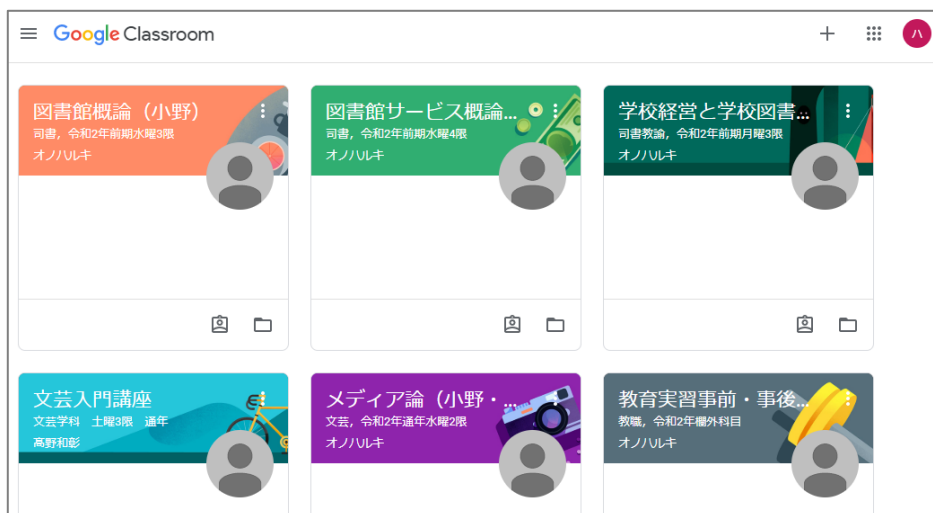 Google Classroom
ハ
図書館概論（小野）
司書，令和2年前期水曜3限
オノハルキ
図書館サービス概論...
司書，令和2年前期水曜4限
オノハルキ
学校経営と学校図書...
司書教諭，令和2年前期月曜3限
オノハルキ
文芸入門講座
文芸学科　土曜3限　通年
高野和彰
メディア論（小野・...
文芸，令和2年通年水曜2限
オノハルキ
教育実習事前・事後...
教職，令和2年欄外科目
オノハルキ